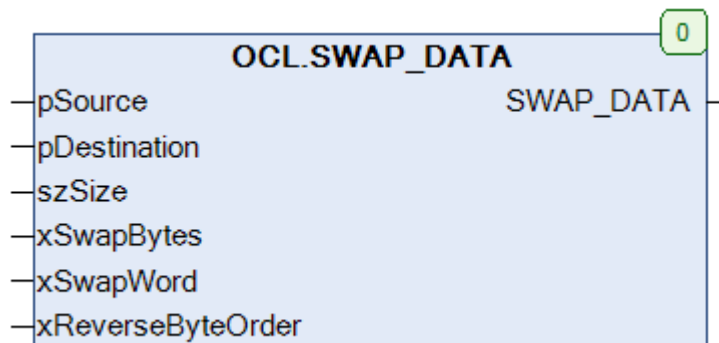 0
OCL.SWAP_DATA
pSource SWAP_DATA
pDestination
szSize
xSwapBytes
xSwapWord
xReverseByteOrder